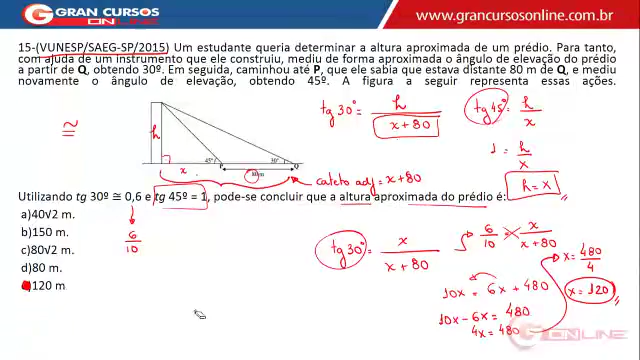 GRAN CURSOS
ONLINE
www.grancursosonline.com.br
15-(VUNESP/SAEG-SP/2015) Um estudante queria determinar a altura aproximada de um prédio. Para tanto,
com ajuda de um instrumento que ele construiu, mediu de forma aproximada o ângulo de elevação do prédio
a partir de Q, obtendo 30º. Em seguida, caminhou até P, que ele sabia que estava distante 80 m de Q, e mediu
novamente o ângulo de elevação, obtendo 45º. A figura a seguir representa essas ações.
≅
h
x
45°
P
30°
Q
80 m
tg 30° = h / x+80
tg 45° = h / x
1 = h / x
h = x
cateto adj = x+80
Utilizando tg 30º ≅ 0,6 e tg 45º = 1, pode-se concluir que a altura aproximada do prédio é:
6 / 10
a)40√2 m.
b)150 m.
c)80√2 m.
d)80 m.
120 m
tg 30° = x / x+80
6 / 10 = x / x+80
10x = 6x + 480
10x - 6x = 480
4x = 480
x = 480 / 4
x = 120
ONLINE